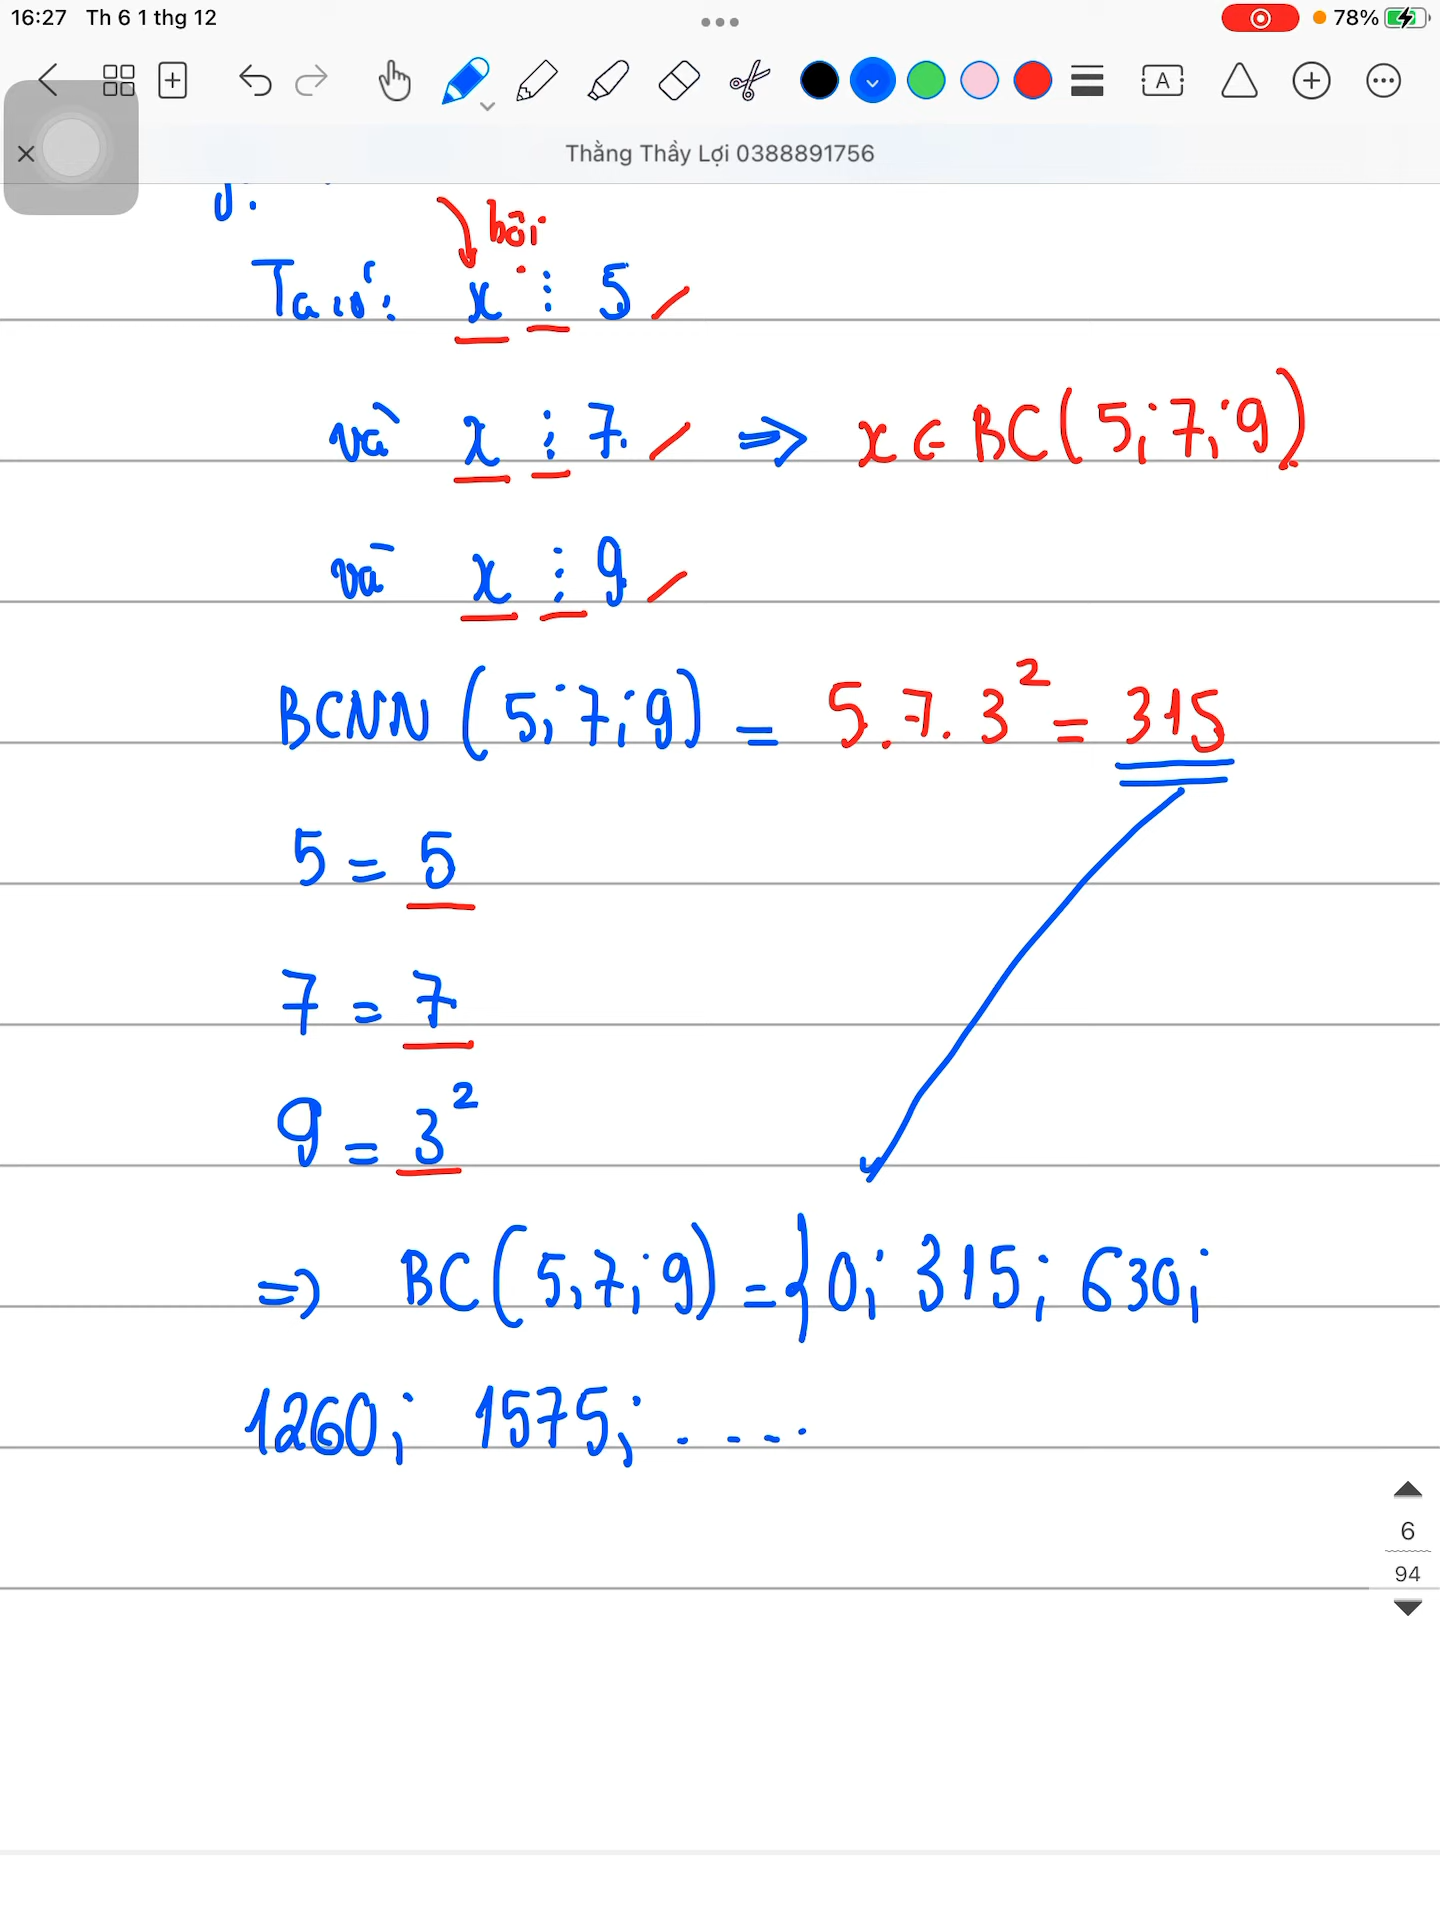 16:27 Th 6 1 thg 12 78%
A
Thằng Thầy Lợi 0388891756
bội
Ta có: x ⋮ 5
và x ⋮ 7 ⇒ x ∈ BC(5;7;9)
và x ⋮ 9
BCNN (5;7;9) = 5.7.3² = 315
5 = 5
7 = 7
9 = 3²
⇒ BC(5;7;9) = {0; 315; 630;
1260; 1575; ....
6
94